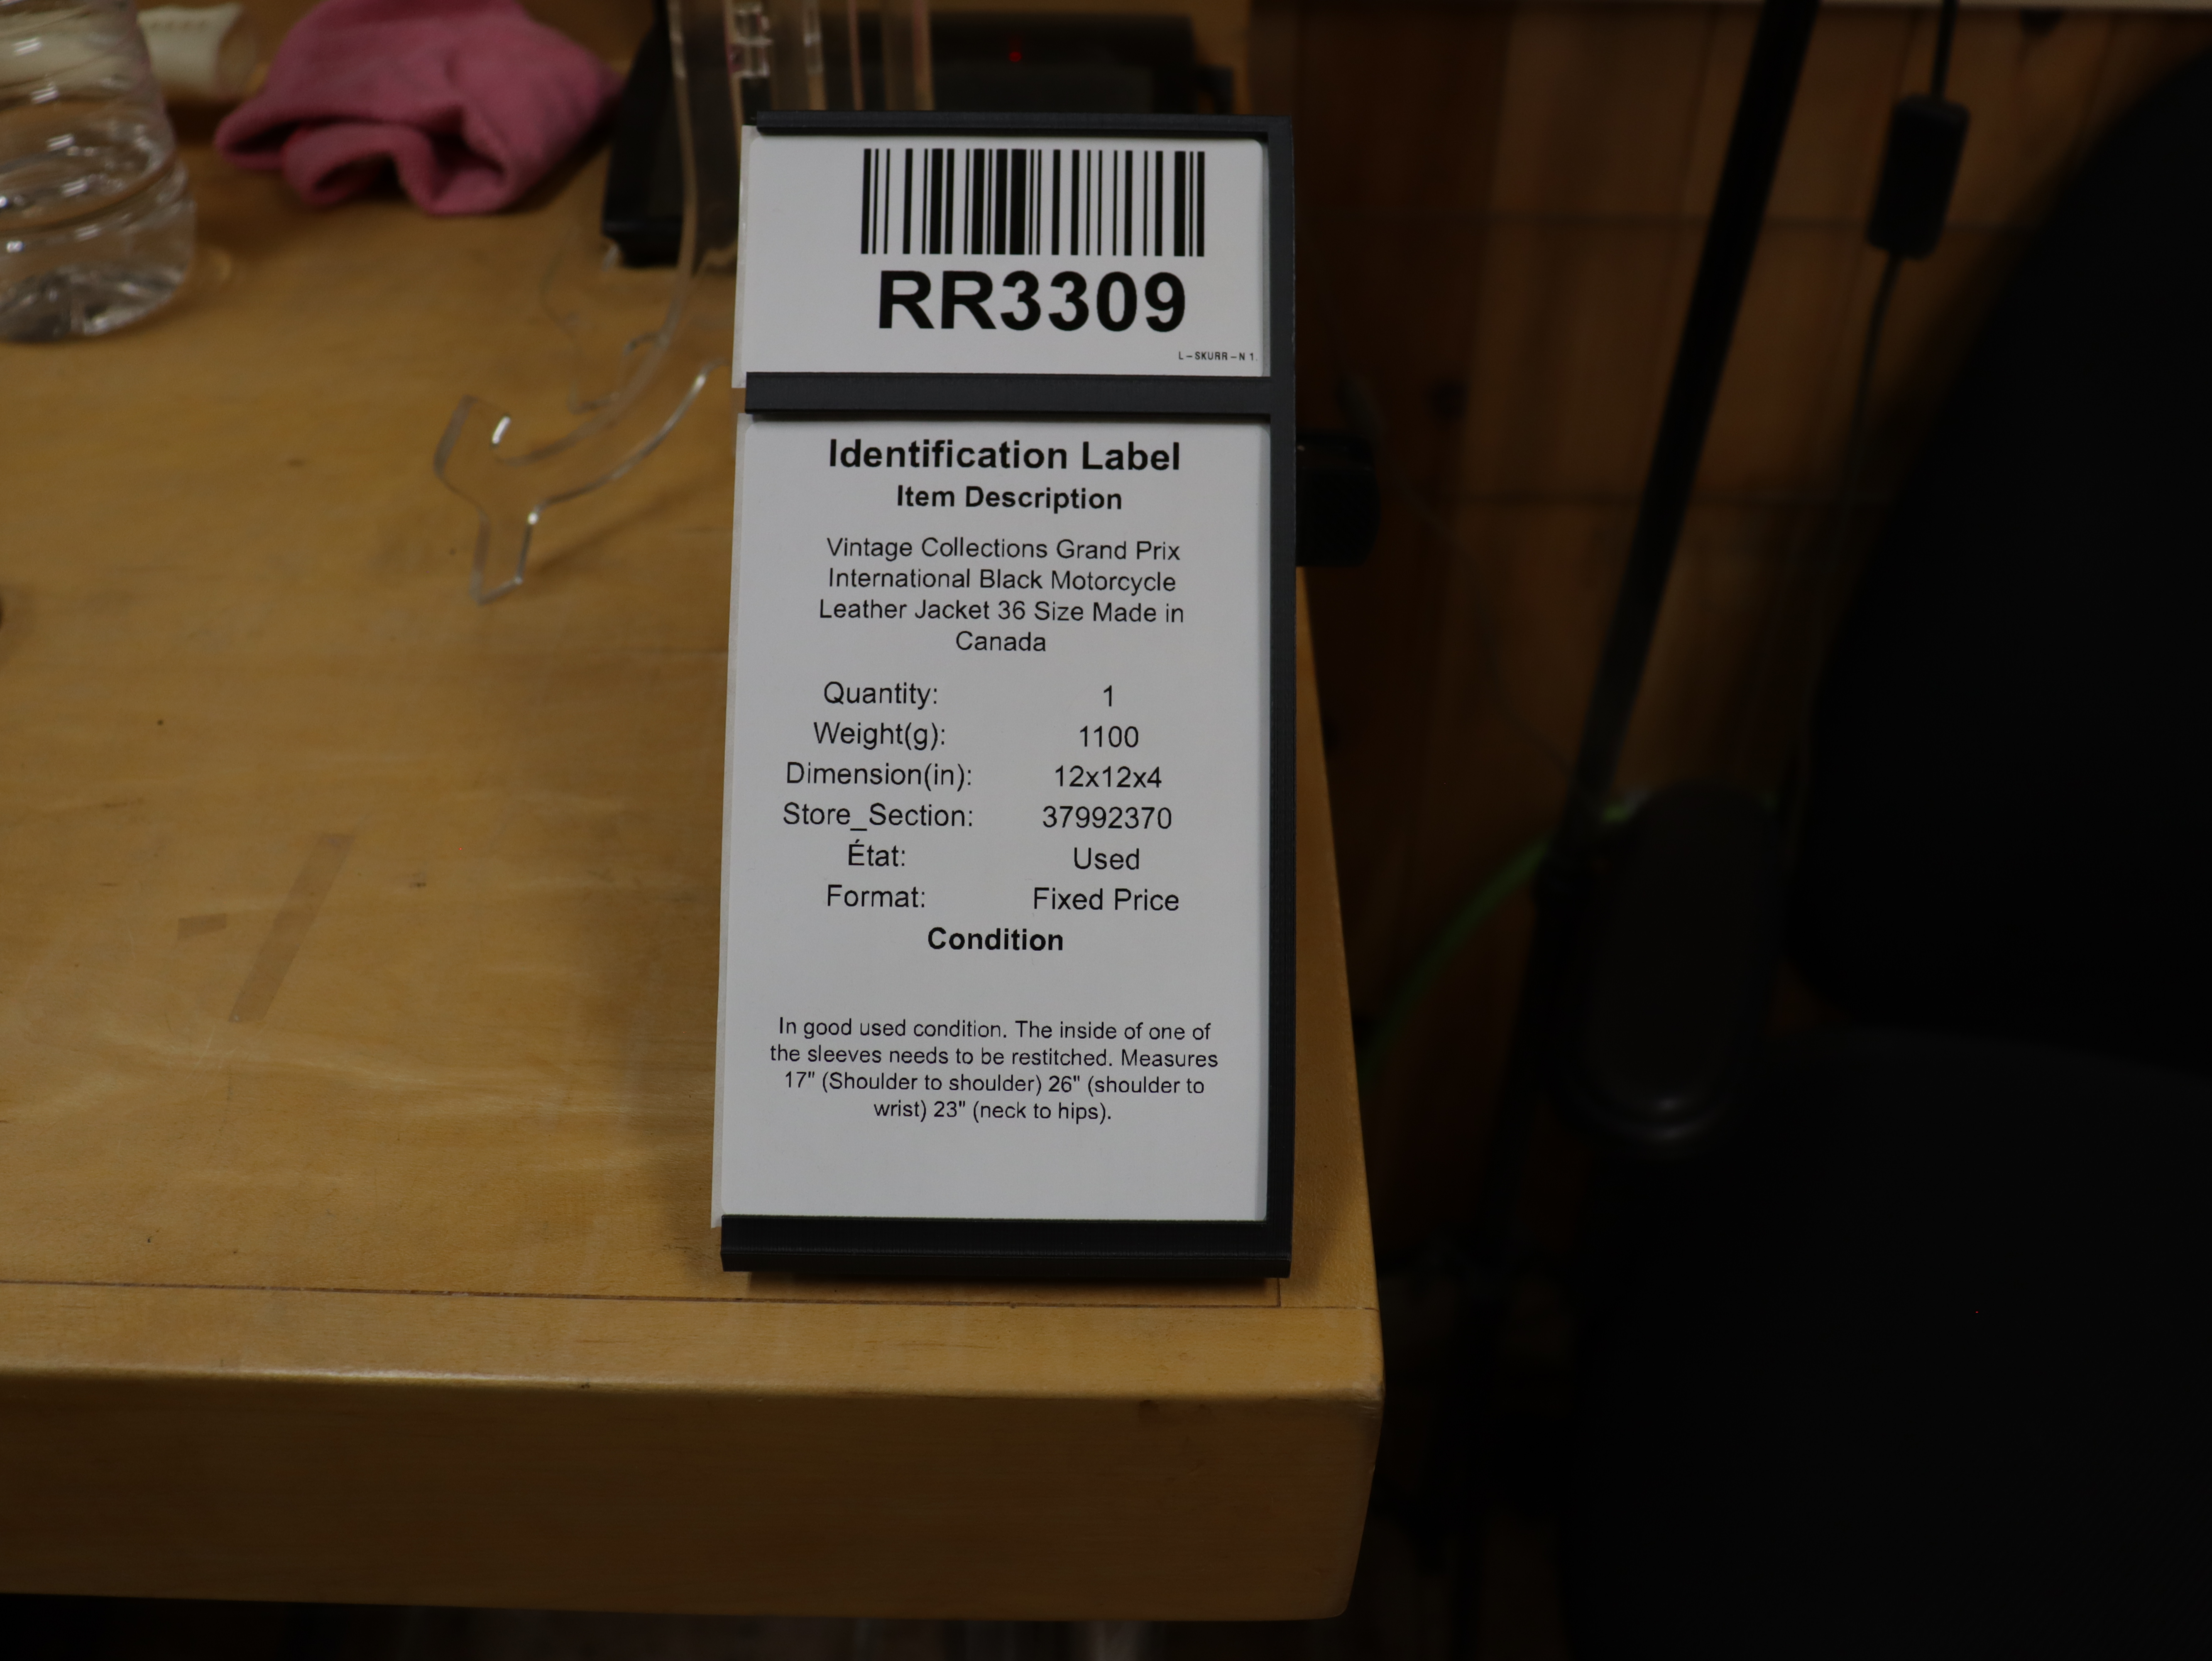 RR3309
L-SKURR-N 1.
Identification Label
Item Description
Vintage Collections Grand Prix
International Black Motorcycle
Leather Jacket 36 Size Made in
Canada
Quantity: 1
Weight(g): 1100
Dimension(in): 12x12x4
Store_Section: 37992370
État: Used
Format: Fixed Price
Condition
In good used condition. The inside of one of
the sleeves needs to be restitched. Measures
17" (Shoulder to shoulder) 26" (shoulder to
wrist) 23" (neck to hips).